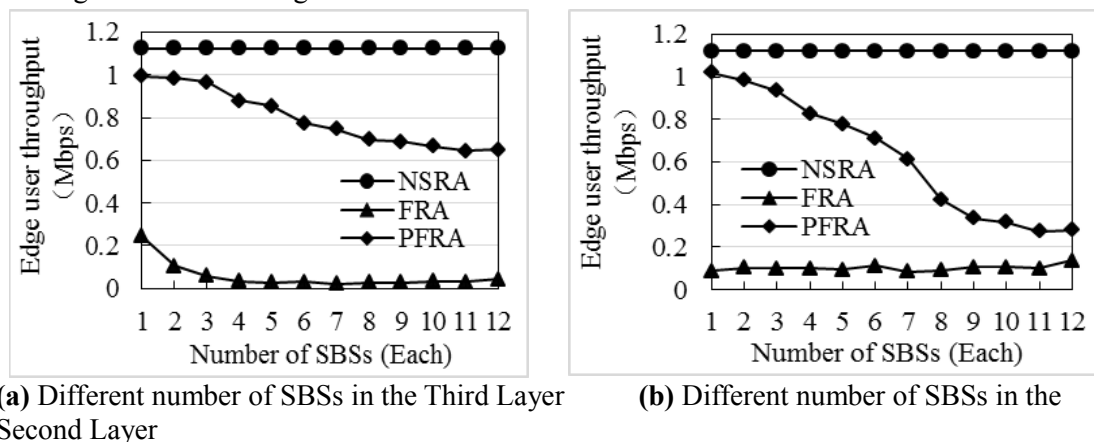 Edge user throughput
(Mbps)
1.2
1
0.8
0.6
0.4
0.2
0
NSRA
FRA
PFRA
1 2 3 4 5 6 7 8 9 10 11 12
Number of SBSs (Each)
Edge user throughput
(Mbps)
1.2
1
0.8
0.6
0.4
0.2
0
NSRA
FRA
PFRA
1 2 3 4 5 6 7 8 9 10 11 12
Number of SBSs (Each)
(a) Different number of SBSs in the Third Layer (b) Different number of SBSs in the
Second Layer